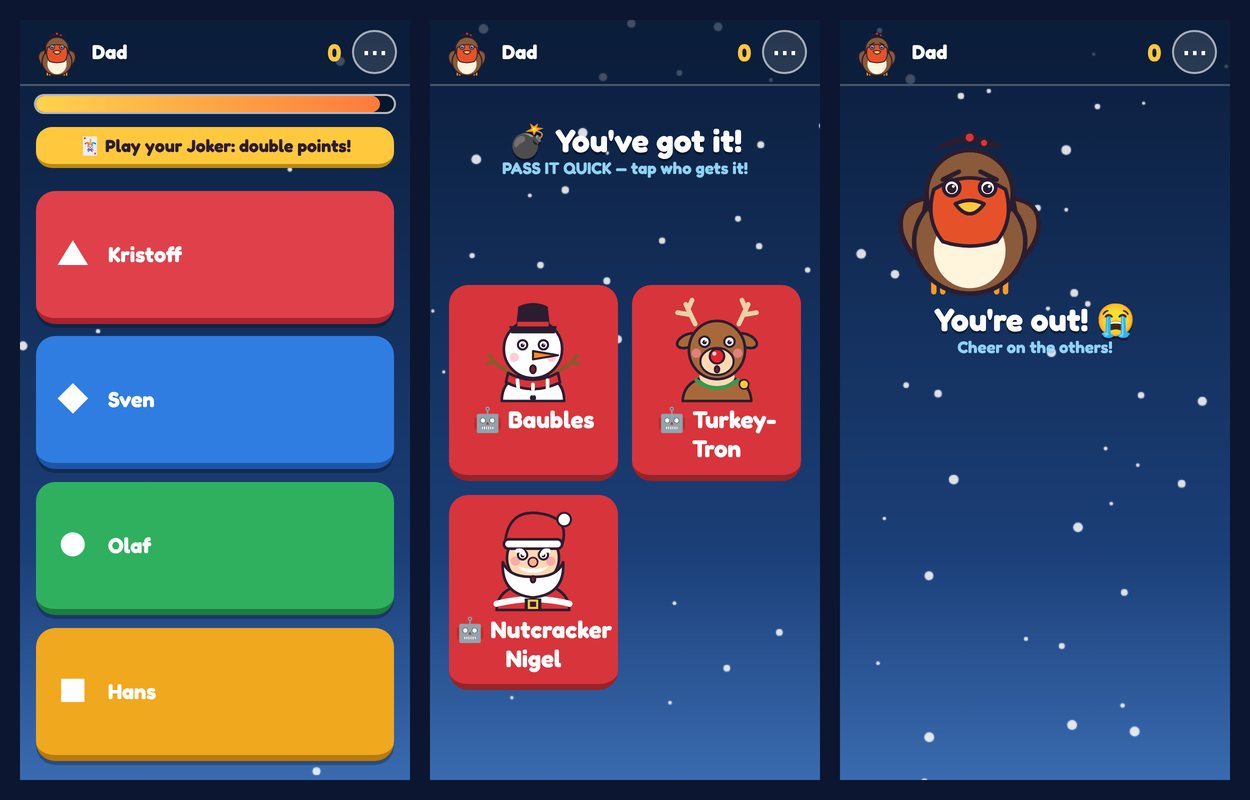 Dad
0
...
🃏 Play your Joker: double points!
Kristoff
Sven
Olaf
Hans
Dad
0
...
💣 You've got it!
PASS IT QUICK – tap who gets it!
🤖 Baubles
🤖 Turkey-
Tron
🤖 Nutcracker
Nigel
Dad
0
...
You're out! 😭
Cheer on the others!